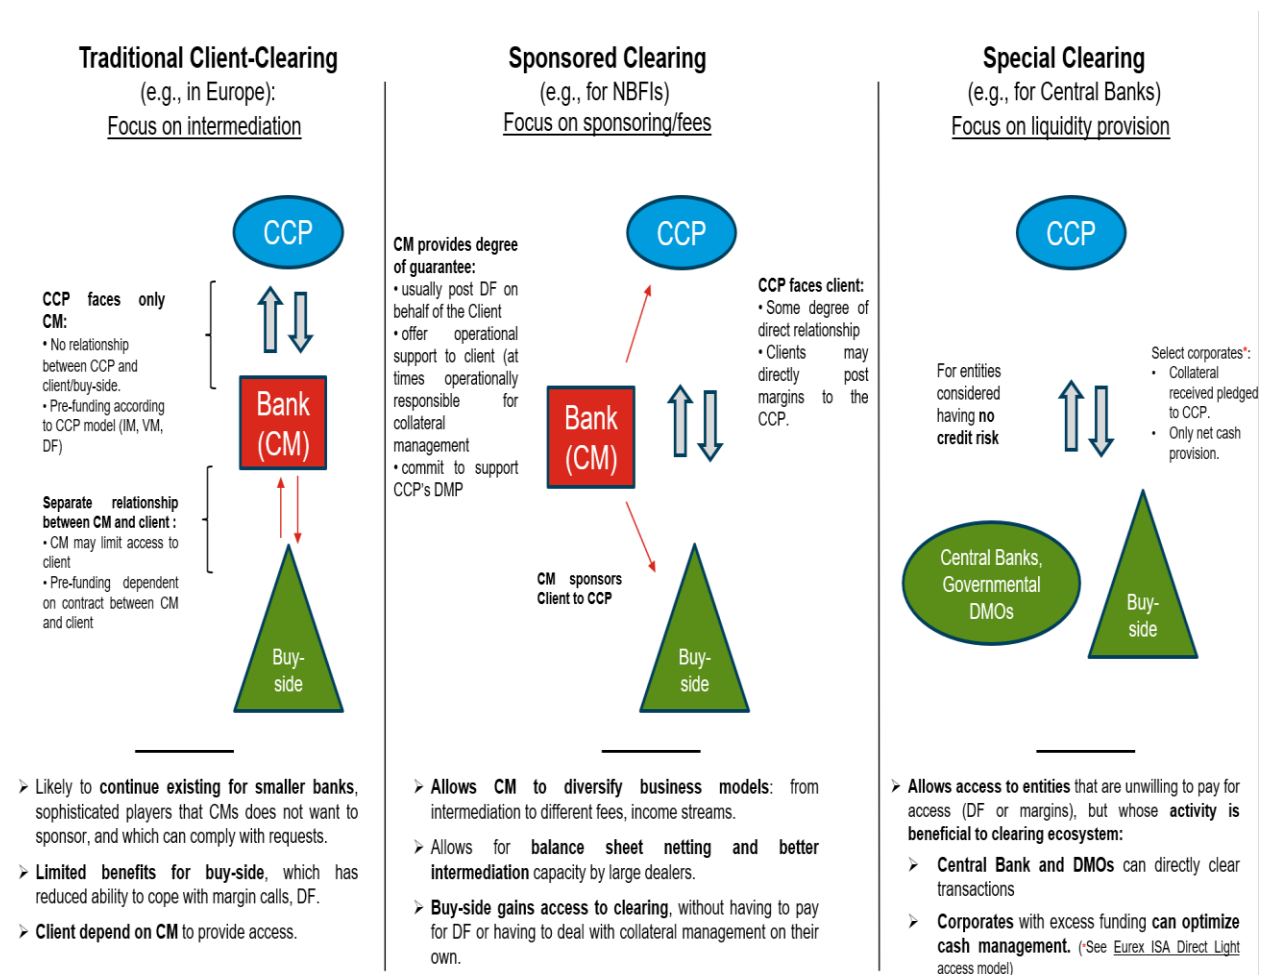 Traditional Client-Clearing
(e.g., in Europe):
Focus on intermediation
CCP
CCP faces only
CM:
• No relationship
between CCP and
client/buy-side.
• Pre-funding according
to CCP model (IM, VM,
DF)
Bank
(CM)
Separate relationship
between CM and client :
• CM may limit access to
client
• Pre-funding dependent
on contract between CM
and client
Buy-
side
➢ Likely to continue existing for smaller banks,
sophisticated players that CMs does not want to
sponsor, and which can comply with requests.
➢ Limited benefits for buy-side, which has
reduced ability to cope with margin calls, DF.
➢ Client depend on CM to provide access.
Sponsored Clearing
(e.g., for NBFIs)
Focus on sponsoring/fees
CCP
CM provides degree
of guarantee:
• usually post DF on
behalf of the Client
• offer operational
support to client (at
times operationally
responsible for
collateral
management
• commit to support
CCP's DMP
CCP faces client:
• Some degree of
direct relationship
• Clients may
directly post
margins to the
CCP.
Bank
(CM)
CM sponsors
Client to CCP
Buy-
side
➢ Allows CM to diversify business models: from
intermediation to different fees, income streams.
➢ Allows for balance sheet netting and better
intermediation capacity by large dealers.
➢ Buy-side gains access to clearing, without having to pay
for DF or having to deal with collateral management on their
own.
Special Clearing
(e.g., for Central Banks)
Focus on liquidity provision
CCP
For entities
considered
having no
credit risk
Select corporates*:
• Collateral
received pledged
to CCP.
• Only net cash
provision.
Central Banks,
Governmental
DMOs
Buy-
side
➢ Allows access to entities that are unwilling to pay for
access (DF or margins), but whose activity is
beneficial to clearing ecosystem:
➢ Central Bank and DMOs can directly clear
transactions
➢ Corporates with excess funding can optimize
cash management. (*See Eurex ISA Direct Light
access model)